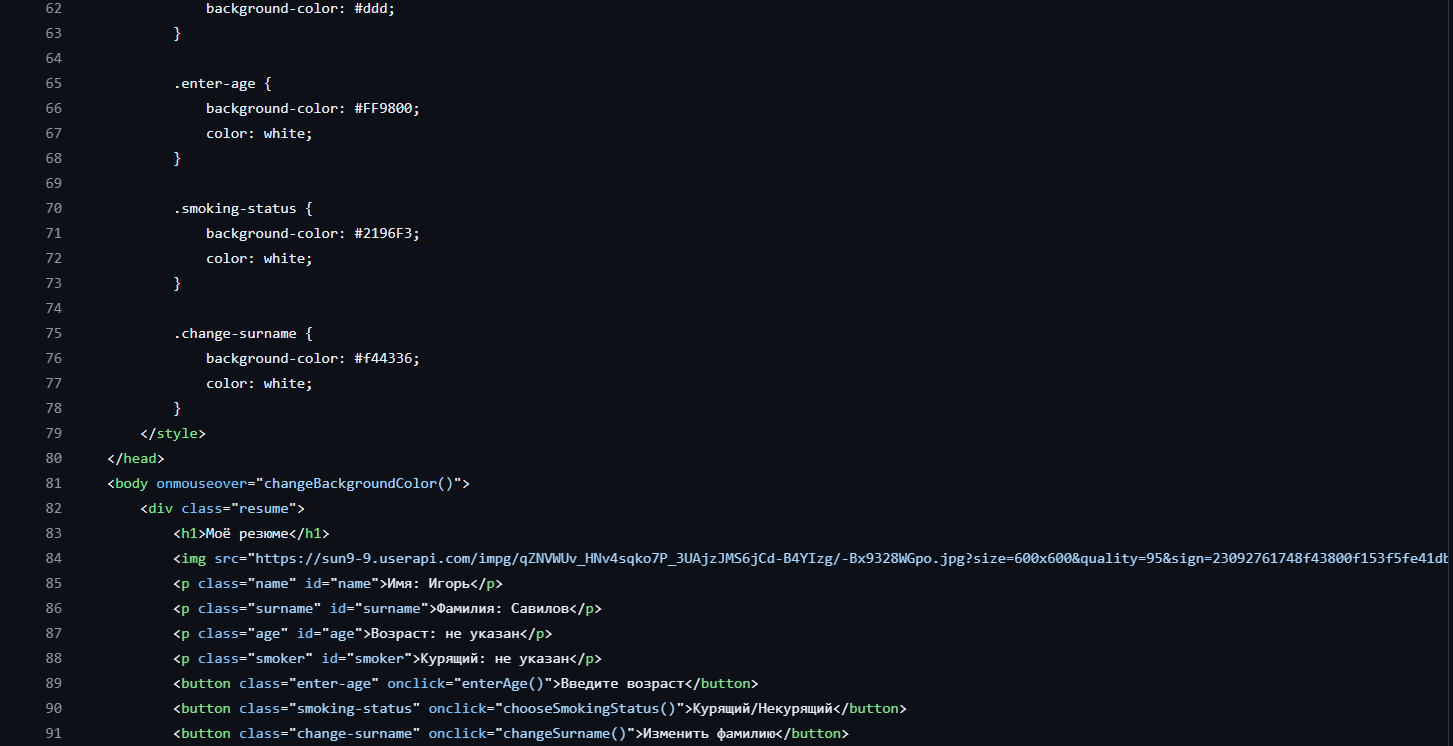 62 background-color: #ddd;
63 }
64
65 .enter-age {
66 background-color: #FF9800;
67 color: white;
68 }
69
70 .smoking-status {
71 background-color: #2196F3;
72 color: white;
73 }
74
75 .change-surname {
76 background-color: #f44336;
77 color: white;
78 }
79 </style>
80 </head>
81 <body onmouseover="changeBackgroundColor()">
82 <div class="resume">
83 <h1>Моё резюме</h1>
84 <img src="https://sun9-9.userapi.com/impg/qZNVWUv_HNv4sqko7P_3UAjzJMS6jCd-B4YIzg/-Bx9328WGpo.jpg?size=600x600&quality=95&sign=23092761748f43800f153f5fe41db
85 <p class="name" id="name">Имя: Игорь</p>
86 <p class="surname" id="surname">Фамилия: Савилов</p>
87 <p class="age" id="age">Возраст: не указан</p>
88 <p class="smoker" id="smoker">Курящий: не указан</p>
89 <button class="enter-age" onclick="enterAge()">Введите возраст</button>
90 <button class="smoking-status" onclick="chooseSmokingStatus()">Курящий/Некурящий</button>
91 <button class="change-surname" onclick="changeSurname()">Изменить фамилию</button>